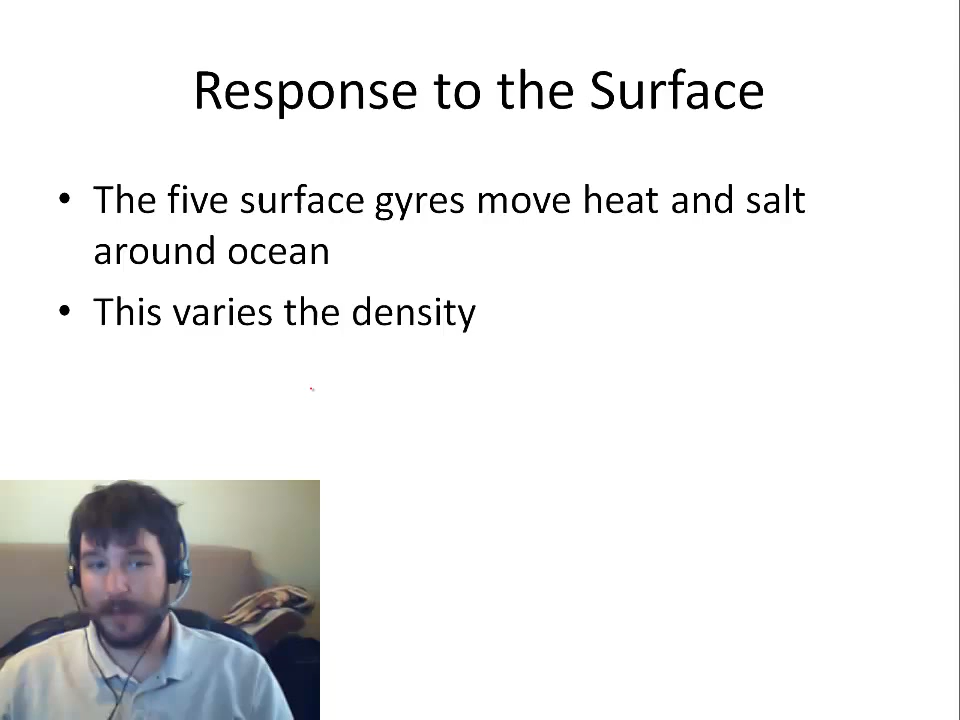 Response to the Surface
• The five surface gyres move heat and salt
around ocean
• This varies the density